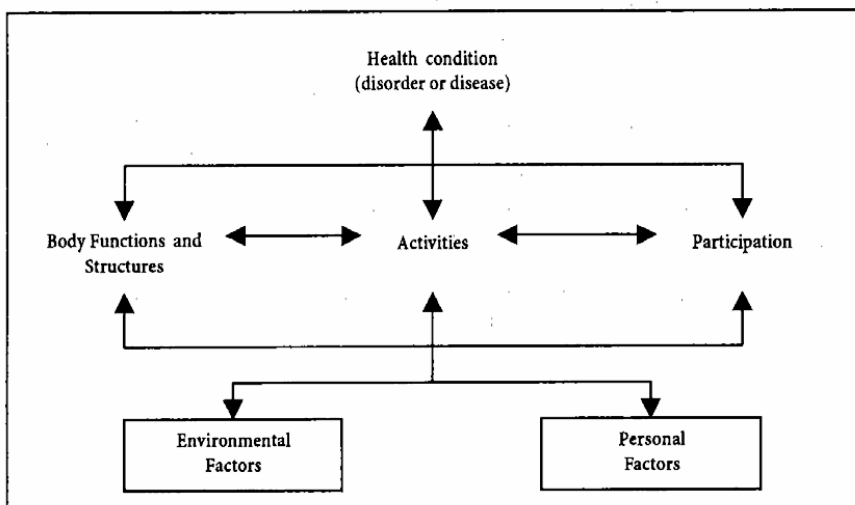 Health condition
(disorder or disease)
Body Functions and
Structures
Activities
Participation
Environmental
Factors
Personal
Factors